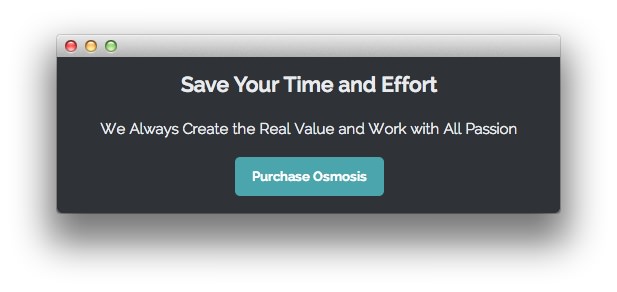 Save Your Time and Effort
We Always Create the Real Value and Work with All Passion
Purchase Osmosis